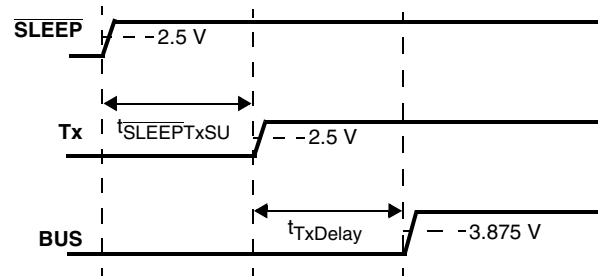 SLEEP
2.5 V
tSLEEPTxSU
Tx
2.5 V
tTxDelay
BUS
3.875 V